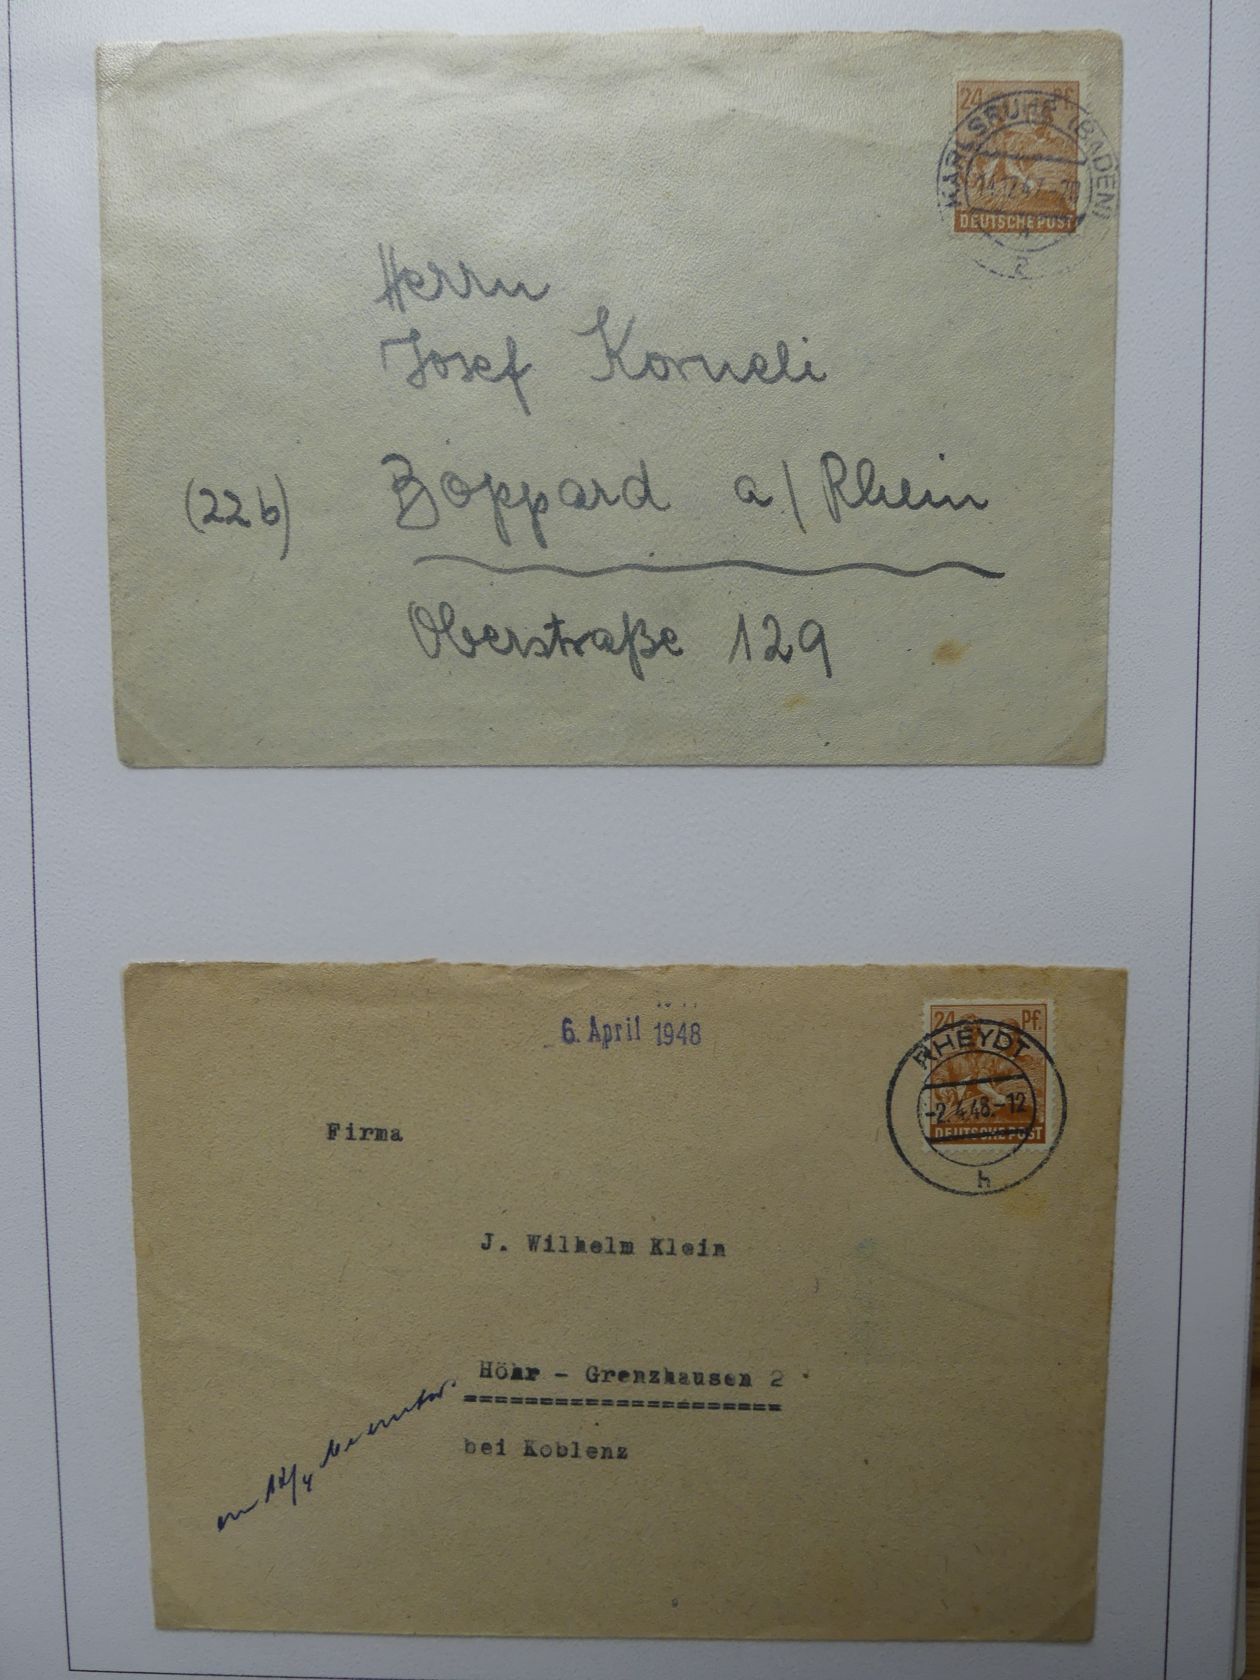 24 Pf.
KARLSRUHE (BADEN)
DEUTSCHE POST
Herrn
Josef Korneli
(22b) Boppard a/Rhein
Oberstraße 129
6. April 1948
24 Pf.
RHEYDT
-2.4.48.-12
DEUTSCHE POST
h
Firma
J. Wilhelm Klein
Höhr - Grenzhausen 2
bei Koblenz